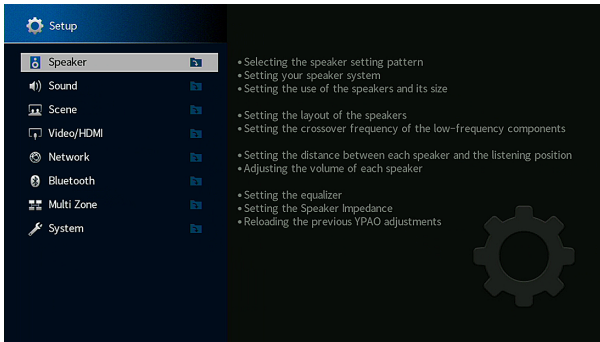 Setup
Speaker
Sound
Scene
Video/HDMI
Network
Bluetooth
Multi Zone
System
•Selecting the speaker setting pattern
•Setting your speaker system
•Setting the use of the speakers and its size
•Setting the layout of the speakers
•Setting the crossover frequency of the low-frequency components
•Setting the distance between each speaker and the listening position
•Adjusting the volume of each speaker
•Setting the equalizer
•Setting the Speaker Impedance
•Reloading the previous YPAO adjustments